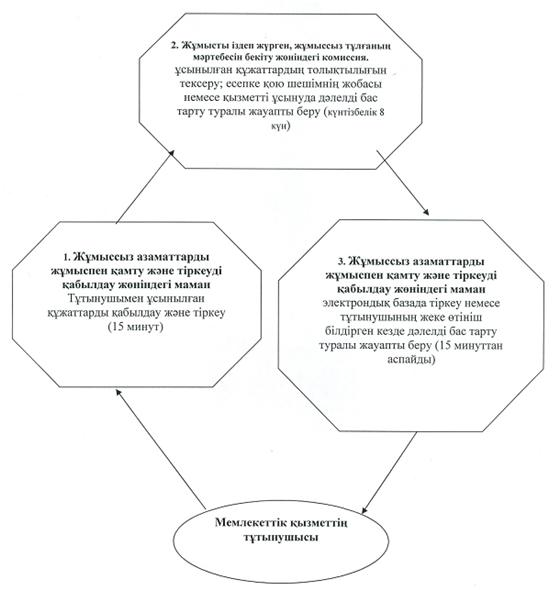 2. Жұмысты іздеп жүрген, жұмыссыз тұлғаның
мәртебесін бекіту жөніндегі комиссия.
ұсынылған құжаттардың толықтылығын
тексеру; есепке қою шешімнің жобасы
немесе қызметті ұсынуда дәлелді бас
тарту туралы жауапты беру (күнтізбелік 8
күн)
1. Жұмыссыз азаматтарды
жұмыспен қамту және тіркеуді
қабылдау жөніндегі маман
Тұтынушымен ұсынылған
құжаттарды қабылдау және тіркеу
(15 минут)
3. Жұмыссыз азаматтарды
жұмыспен қамту және тіркеуді
қабылдау жөніндегі маман
электрондық базада тіркеу немесе
тұтынушының жеке өтініш
білдірген кезде дәлелді бас тарту
туралы жауапты беру (15 минуттан
аспайды)
Мемлекеттік қызметтің
тұтынушысы